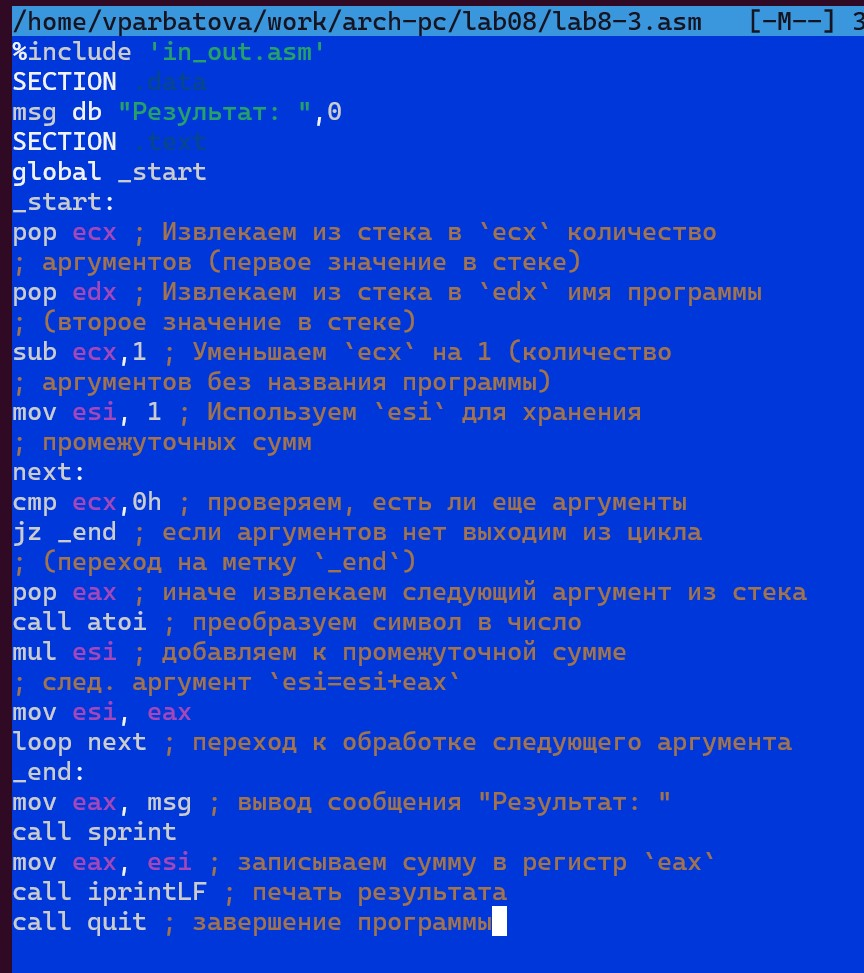 /home/vparbatova/work/arch-pc/lab08/lab8-3.asm [-M--] 3
%include 'in_out.asm'
SECTION .data
msg db "Результат: ",0
SECTION .text
global _start
_start:
pop ecx ; Извлекаем из стека в `ecx` количество
; аргументов (первое значение в стеке)
pop edx ; Извлекаем из стека в `edx` имя программы
; (второе значение в стеке)
sub ecx,1 ; Уменьшаем `ecx` на 1 (количество
; аргументов без названия программы)
mov esi, 1 ; Используем `esi` для хранения
; промежуточных сумм
next:
cmp ecx,0h ; проверяем, есть ли еще аргументы
jz _end ; если аргументов нет выходим из цикла
; (переход на метку `_end`)
pop eax ; иначе извлекаем следующий аргумент из стека
call atoi ; преобразуем символ в число
mul esi ; добавляем к промежуточной сумме
; след. аргумент `esi=esi+eax`
mov esi, eax
loop next ; переход к обработке следующего аргумента
_end:
mov eax, msg ; вывод сообщения "Результат: "
call sprint
mov eax, esi ; записываем сумму в регистр `eax`
call iprintLF ; печать результата
call quit ; завершение программы